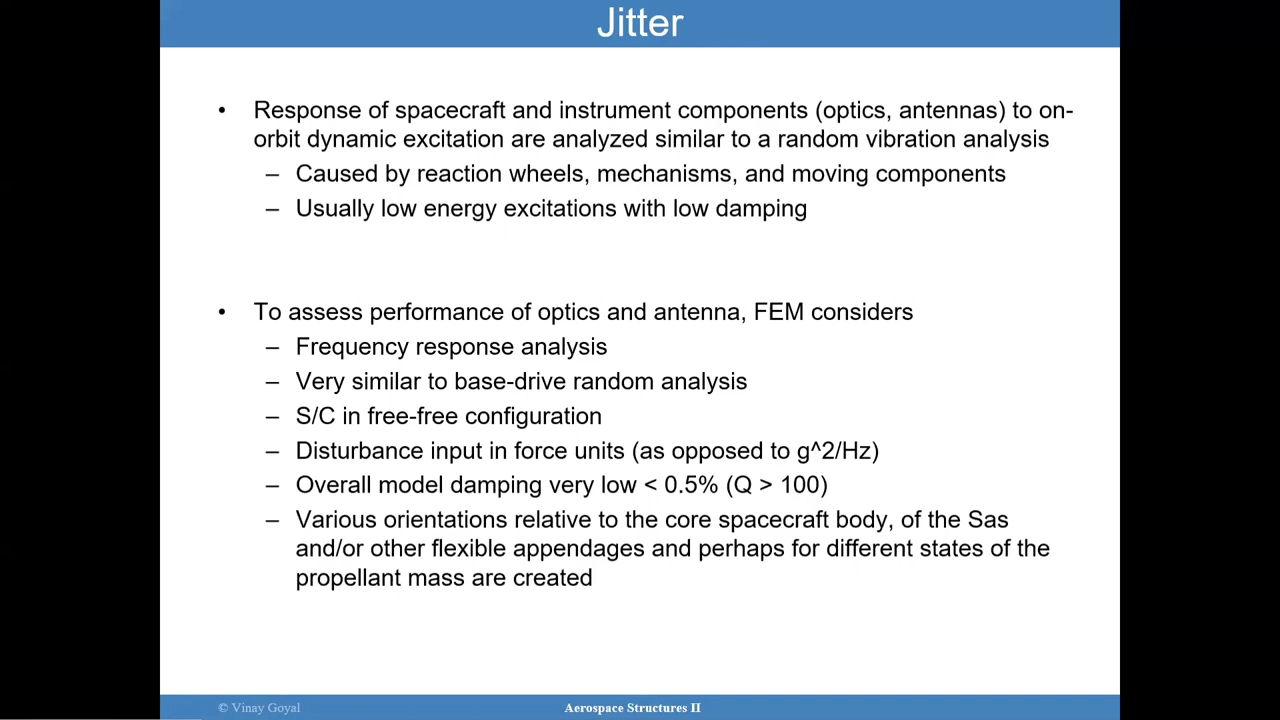 Jitter
• Response of spacecraft and instrument components (optics, antennas) to on-
orbit dynamic excitation are analyzed similar to a random vibration analysis
– Caused by reaction wheels, mechanisms, and moving components
– Usually low energy excitations with low damping
• To assess performance of optics and antenna, FEM considers
– Frequency response analysis
– Very similar to base-drive random analysis
– S/C in free-free configuration
– Disturbance input in force units (as opposed to g^2/Hz)
– Overall model damping very low < 0.5% (Q > 100)
– Various orientations relative to the core spacecraft body, of the Sas
and/or other flexible appendages and perhaps for different states of the
propellant mass are created
© Vinay Goyal
Aerospace Structures II